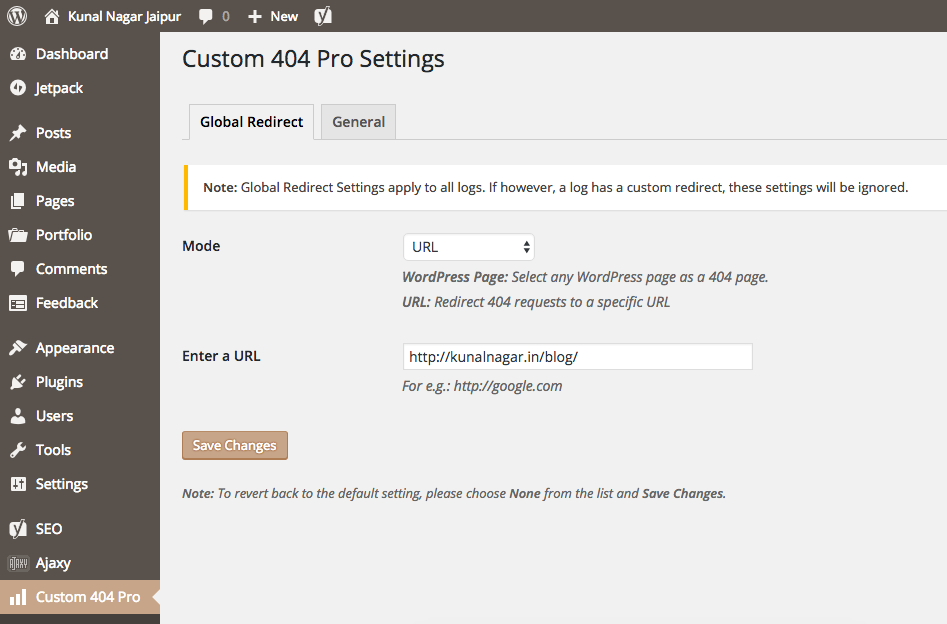 Kunal Nagar Jaipur 0 New
Dashboard
Jetpack
Posts
Media
Pages
Portfolio
Comments
Feedback
Appearance
Plugins
Users
Tools
Settings
SEO
AJAXY Ajaxy
Custom 404 Pro
Custom 404 Pro Settings
Global Redirect General
Note: Global Redirect Settings apply to all logs. If however, a log has a custom redirect, these settings will be ignored.
Mode URL
WordPress Page: Select any WordPress page as a 404 page.
URL: Redirect 404 requests to a specific URL
Enter a URL http://kunalnagar.in/blog/
For e.g.: http://google.com
Save Changes
Note: To revert back to the default setting, please choose None from the list and Save Changes.